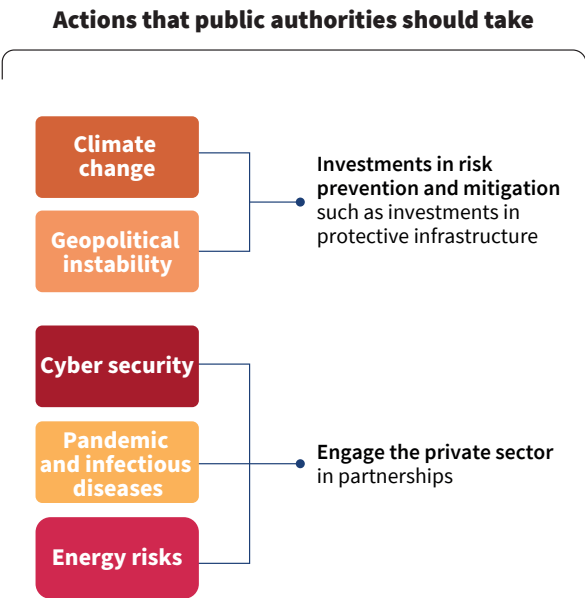 Actions that public authorities should take
Climate
change
Geopolitical
instability
Investments in risk
prevention and mitigation
such as investments in
protective infrastructure
Cyber security
Pandemic
and infectious
diseases
Energy risks
Engage the private sector
in partnerships